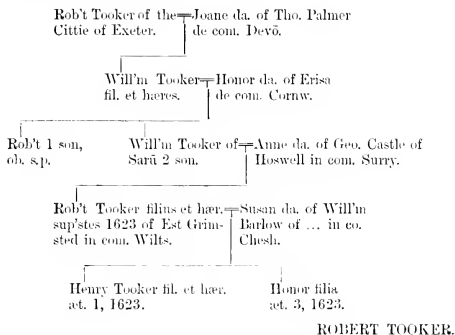 Rob't Tooker of the Joane da. of Tho. Palmer
Cittie of Exeter. de com. Devō.
Will'm Tooker Honor da. of Erisa
fil. et hæres. de com. Cornw.
Rob't 1 son, Will'm Tooker of Anne da. of Geo. Castle of
ob. s.p. Sarū 2 son. Hoswell in com. Surry.
Rob't Tooker filius et hær. Susan da. of Will'm
sup'stes 1623 of Est Grim- Barlow of ... in co.
sted in com. Wilts. Chesh.
Henry Tooker fil. et hær. Honor filia
æt. 1, 1623. æt. 3, 1623.
ROBERT TOOKER.